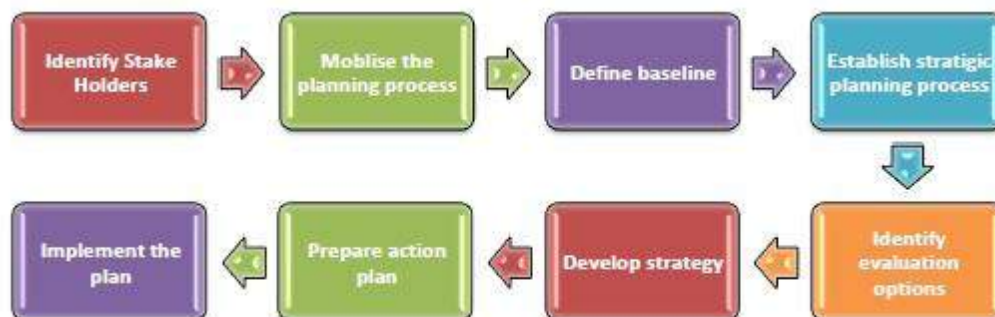 Identify Stake
Holders
Moblise the
planning process
Define baseline
Establish stratigic
planning process
Identify
evaluation
options
Develop strategy
Prepare action
plan
Implement the
plan